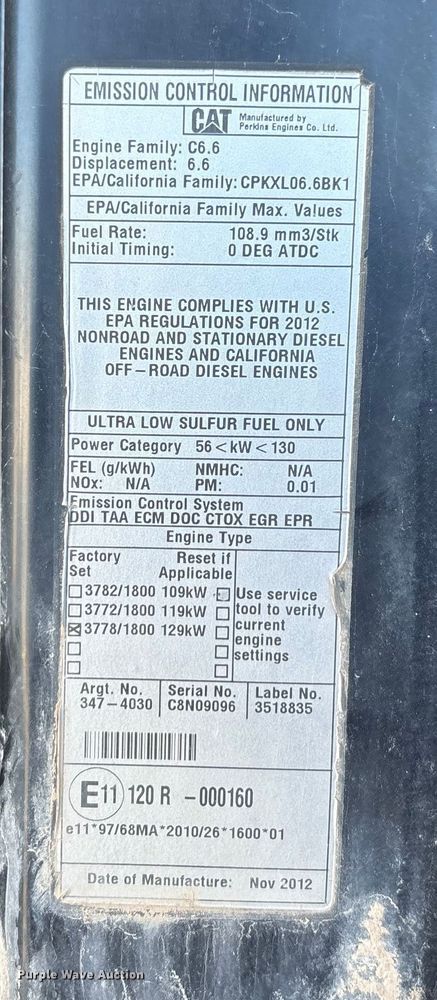 EMISSION CONTROL INFORMATION
CAT Manufactured by
Perkins Engines Co. Ltd.
Engine Family: C6.6
Displacement: 6.6
EPA/California Family: CPKXL06.6BK1
EPA/California Family Max. Values
Fuel Rate: 108.9 mm3/Stk
Initial Timing: 0 DEG ATDC
THIS ENGINE COMPLIES WITH U.S.
EPA REGULATIONS FOR 2012
NONROAD AND STATIONARY DIESEL
ENGINES AND CALIFORNIA
OFF-ROAD DIESEL ENGINES
ULTRA LOW SULFUR FUEL ONLY
Power Category 56<kW<130
FEL (g/kWh) NMHC: N/A
NOx: N/A PM: 0.01
Emission Control System
DDI TAA ECM DOC CTOX EGR EPR
Engine Type
Factory Reset if
Set Applicable
3782/1800 109kW Use service
3772/1800 119kW tool to verify
3778/1800 129kW current
engine
settings
Argt. No. Serial No. Label No.
347-4030 C8N09096 3518835
E11 120 R -000160
e11*97/68MA*2010/26*1600*01
Date of Manufacture: Nov 2012
Purple Wave Auction